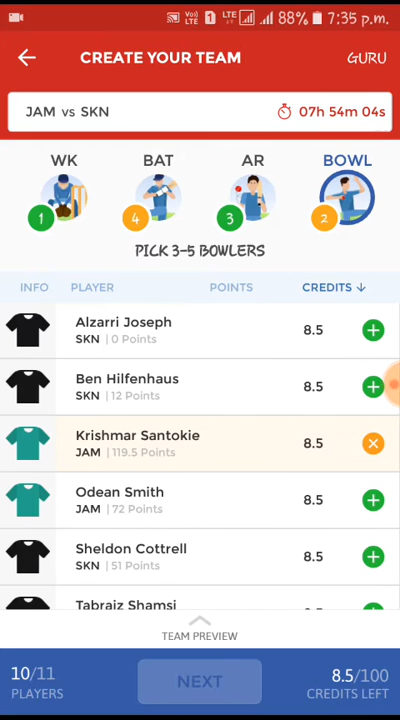 Vo)) LTE 1 LTE 88% 7:35 p.m.
CREATE YOUR TEAM GURU
JAM vs SKN 07h 54m 04s
WK BAT AR BOWL
1 4 3 2
PICK 3-5 BOWLERS
INFO PLAYER POINTS CREDITS ↓
Alzarri Joseph
SKN | 0 Points 8.5
Ben Hilfenhaus
SKN | 12 Points 8.5
Krishmar Santokie
JAM | 119.5 Points 8.5
Odean Smith
JAM | 72 Points 8.5
Sheldon Cottrell
SKN | 51 Points 8.5
Tabraiz Shamsi
TEAM PREVIEW
10/11 PLAYERS
NEXT
8.5/100 CREDITS LEFT